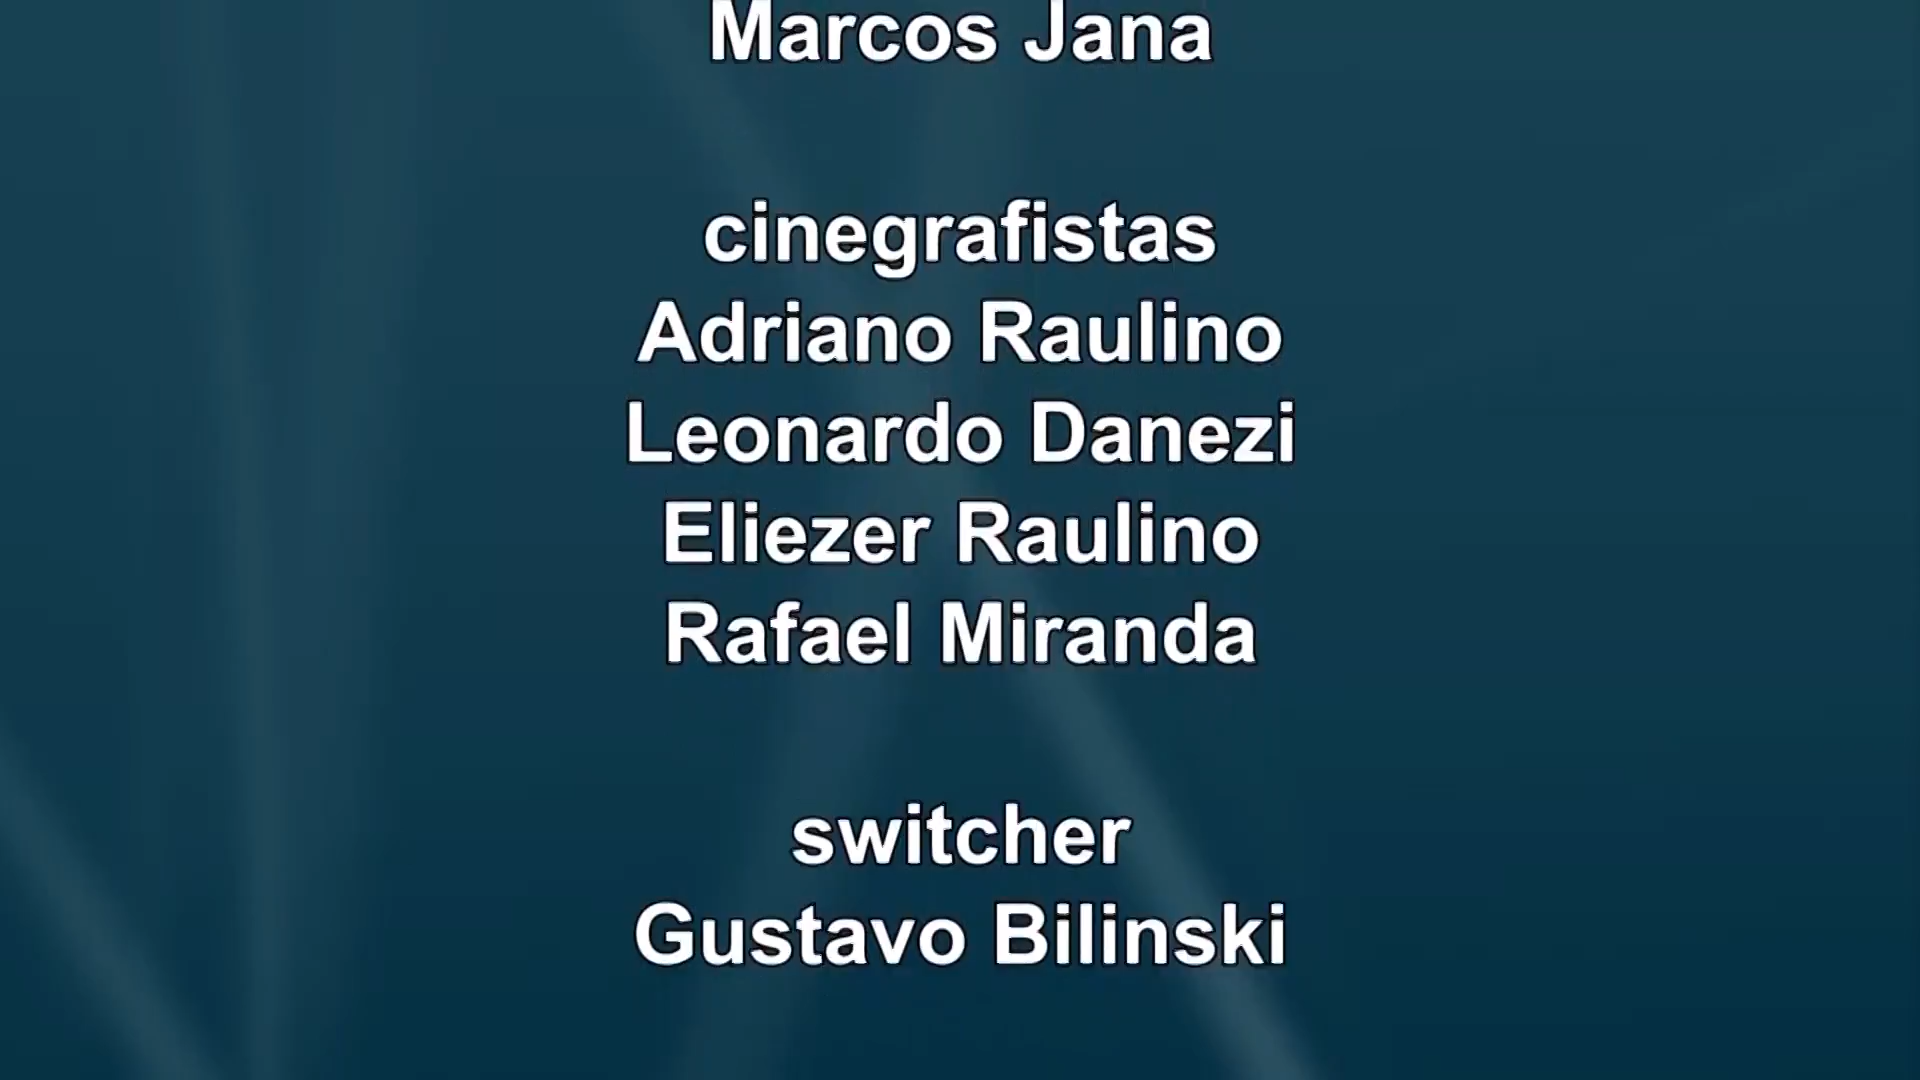 Marcos Jana
cinegrafistas
Adriano Raulino
Leonardo Danezi
Eliezer Raulino
Rafael Miranda
switcher
Gustavo Bilinski